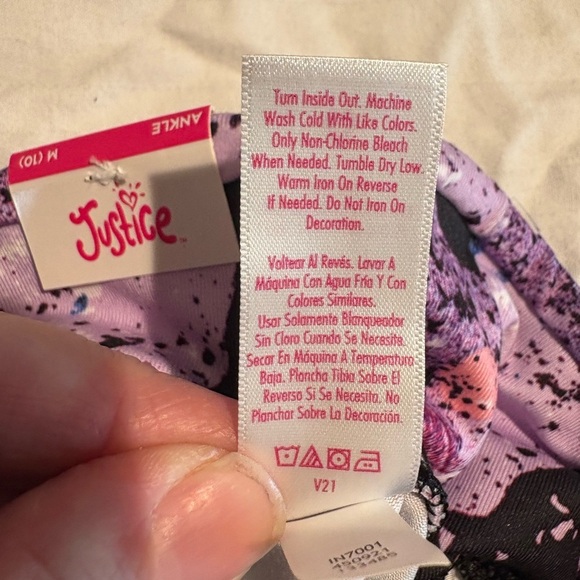 ANKLE
M (10)
Justice
Turn Inside Out. Machine
Wash Cold With Like Colors.
Only Non-Chlorine Bleach
When Needed. Tumble Dry Low.
Warm Iron On Reverse
If Needed. Do Not Iron On
Decoration.
Voltear Al Revés. Lavar A
Máquina Con Agua Fría Y Con
Colores Similares.
Usar Solamente Blanqueador
Sin Cloro Cuando Se Necesite.
Secar En Máquina A Temperatura
Baja. Plancha Tibia Sobre El
Reverso Si Se Necesita. No
Planchar Sobre La Decoración.
V21
IN7001
450921
133485